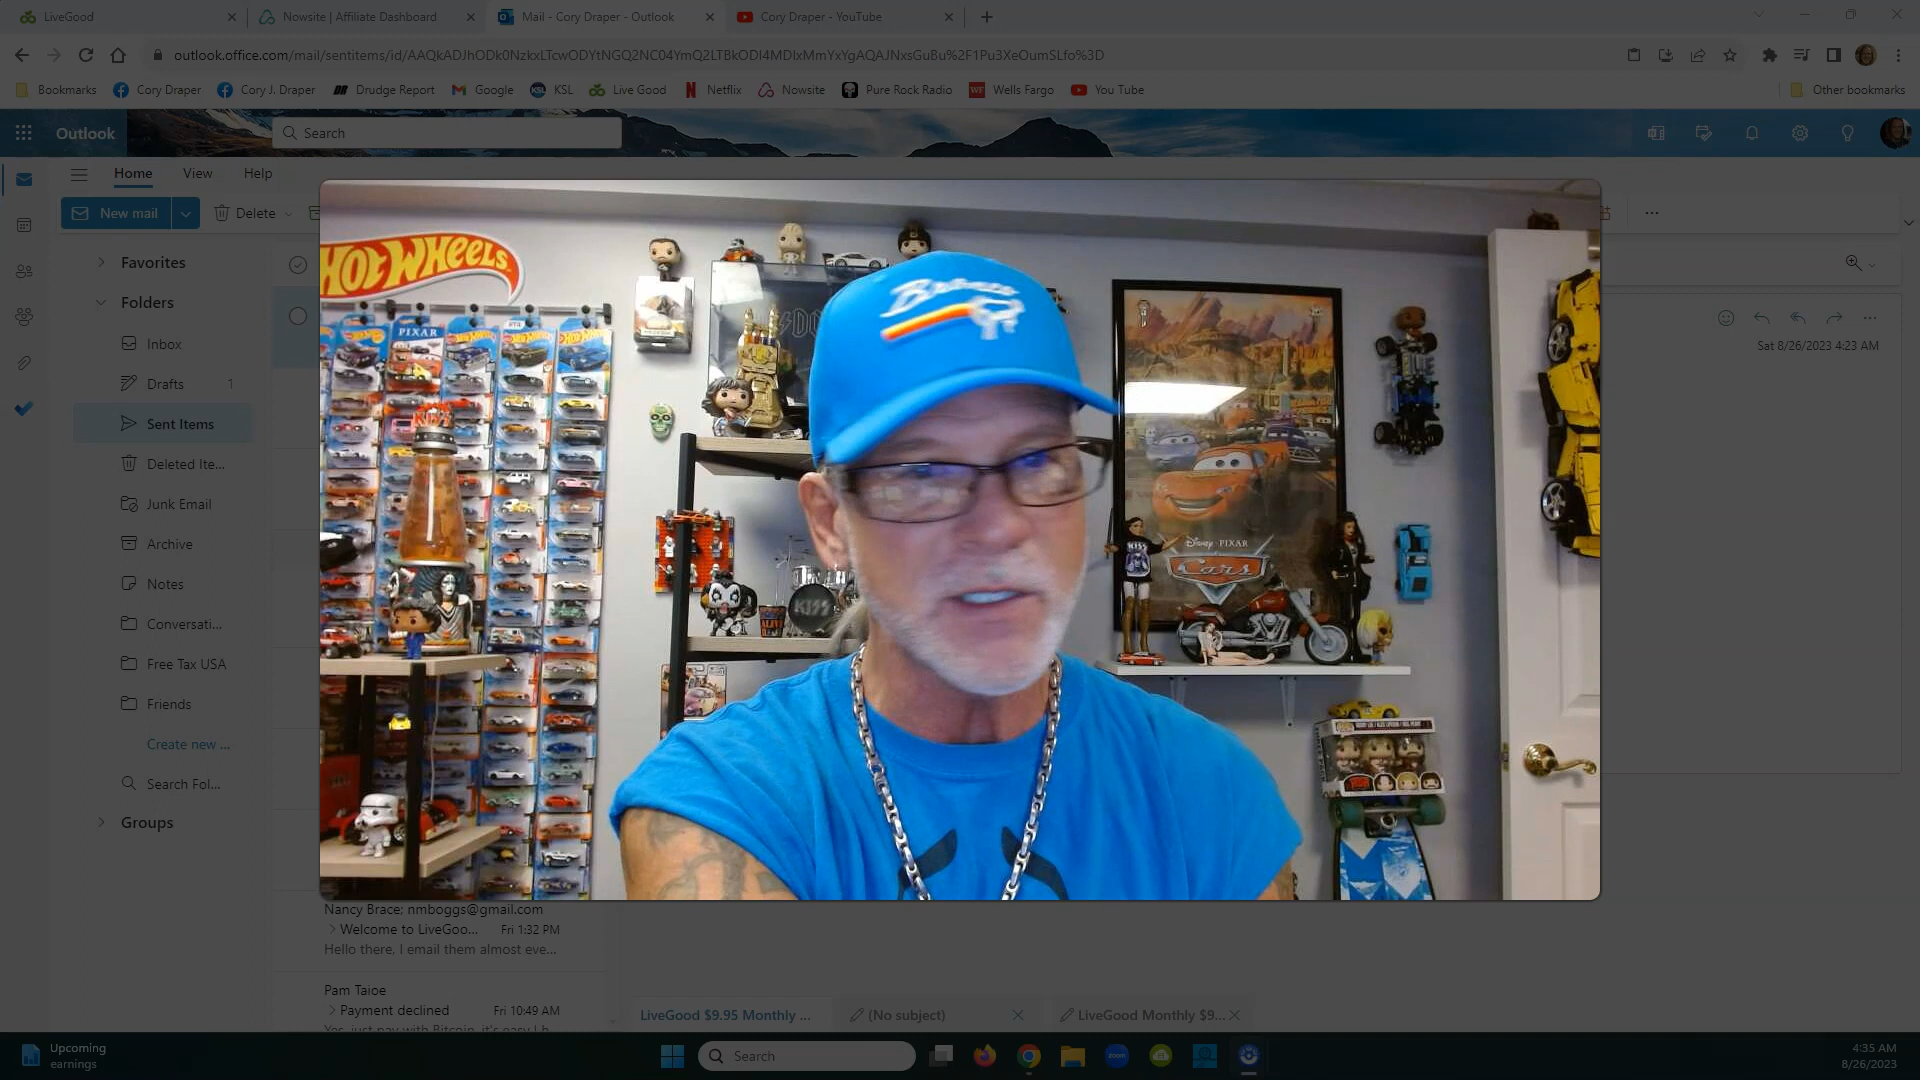 LiveGood
Nowsite | Affiliate Dashboard
Mail - Cory Draper - Outlook
Cory Draper - YouTube
outlook.office.com/mail/sentitems/id/AAQkADJhODk0NzkxLTcwODYtNGQ2NC04YmQ2LTBkODI4MDIxMmYxYgAQAJNxsGuBu%2F1Pu3XeOumSLfo%3D
Bookmarks
Cory Draper
Cory J. Draper
Drudge Report
Google
KSL
Live Good
Netflix
Nowsite
Pure Rock Radio
Wells Fargo
You Tube
Other bookmarks
Outlook
Search
Home
View
Help
New mail
Delete
Favorites
Folders
Inbox
Drafts 1
Sent Items
Deleted Ite...
Junk Email
Archive
Notes
Conversati...
Free Tax USA
Friends
Create new ...
Search Fol...
Groups
Sat 8/26/2023 4:23 AM
HOT WHEELS
PIXAR
KISS
Disney PIXAR
Cars
KISS
KISS
Nancy Brace; nmboggs@gmail.com
Welcome to LiveGoo... Fri 1:32 PM
Hello there, I email them almost eve...
Pam Taioe
Payment declined Fri 10:49 AM
LiveGood $9.95 Monthly ...
(No subject)
LiveGood Monthly $9...
Upcoming
earnings
Search
zoom
4:35 AM
8/26/2023